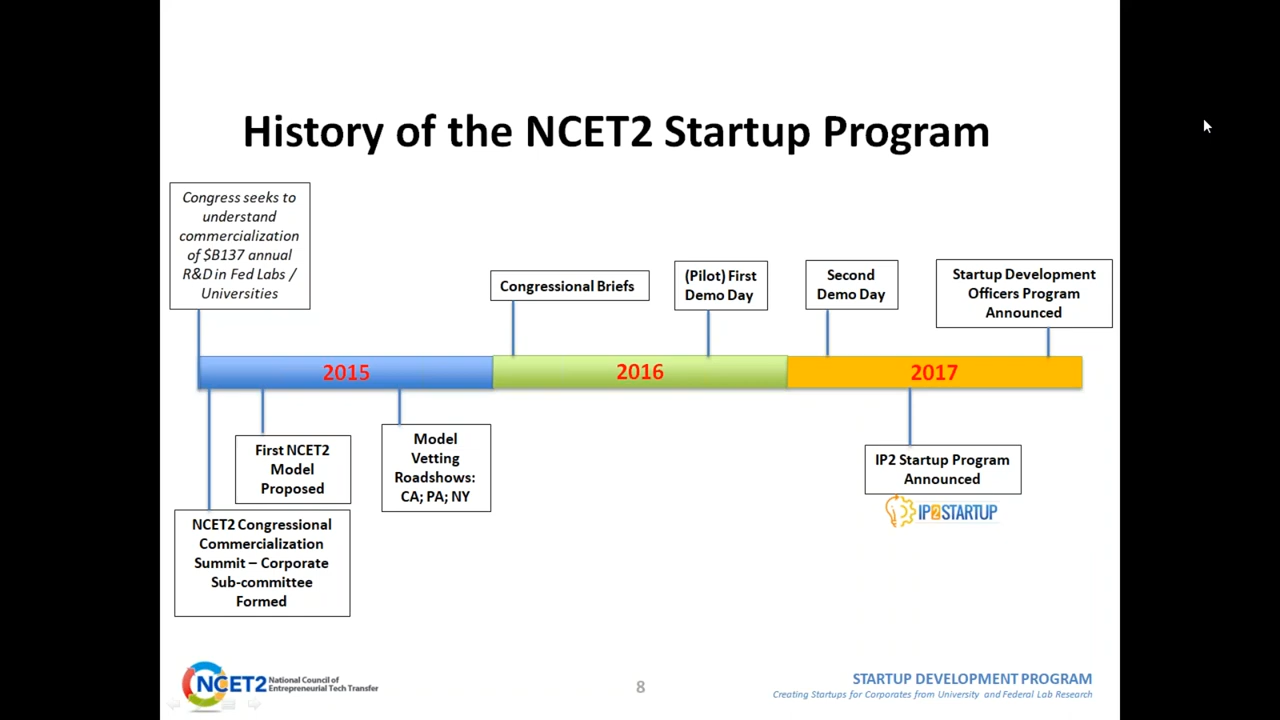 History of the NCET2 Startup Program
Congress seeks to
understand
commercialization
of $B137 annual
R&D in Fed Labs /
Universities
Congressional Briefs
(Pilot) First
Demo Day
Second
Demo Day
Startup Development
Officers Program
Announced
2015
2016
2017
First NCET2
Model
Proposed
Model
Vetting
Roadshows:
CA; PA; NY
IP2 Startup Program
Announced
IP2STARTUP
NCET2 Congressional
Commercialization
Summit – Corporate
Sub-committee
Formed
NCET2
National Council of
Entrepreneurial Tech Transfer
8
STARTUP DEVELOPMENT PROGRAM
Creating Startups for Corporates from University and Federal Lab Research